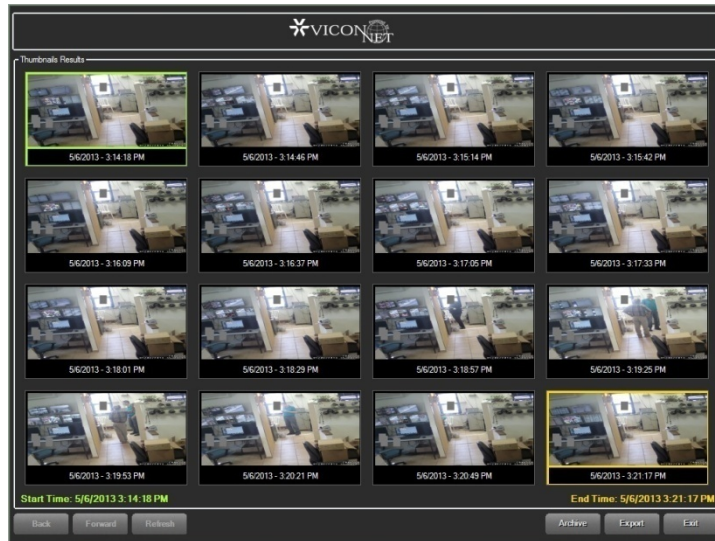 VICON NET
Thumbnails Results
5/6/2013 - 3:14:18 PM
5/6/2013 - 3:14:46 PM
5/6/2013 - 3:15:14 PM
5/6/2013 - 3:15:42 PM
5/6/2013 - 3:16:09 PM
5/6/2013 - 3:16:37 PM
5/6/2013 - 3:17:05 PM
5/6/2013 - 3:17:33 PM
5/6/2013 - 3:18:01 PM
5/6/2013 - 3:18:29 PM
5/6/2013 - 3:18:57 PM
5/6/2013 - 3:19:25 PM
5/6/2013 - 3:19:53 PM
5/6/2013 - 3:20:21 PM
5/6/2013 - 3:20:49 PM
5/6/2013 - 3:21:17 PM
Start Time: 5/6/2013 3:14:18 PM
End Time: 5/6/2013 3:21:17 PM
Back
Forward
Refresh
Archive
Export
Exit